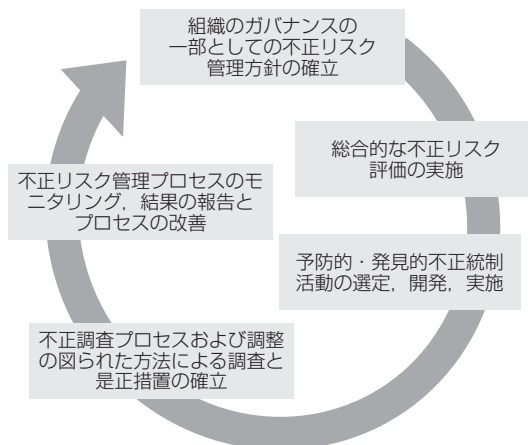 組織のガバナンスの
一部としての不正リスク
管理方針の確立
総合的な不正リスク
評価の実施
予防的・発見的不正統制
活動の選定，開発，実施
不正調査プロセスおよび調整
の図られた方法による調査と
是正措置の確立
不正リスク管理プロセスのモ
ニタリング，結果の報告と
プロセスの改善